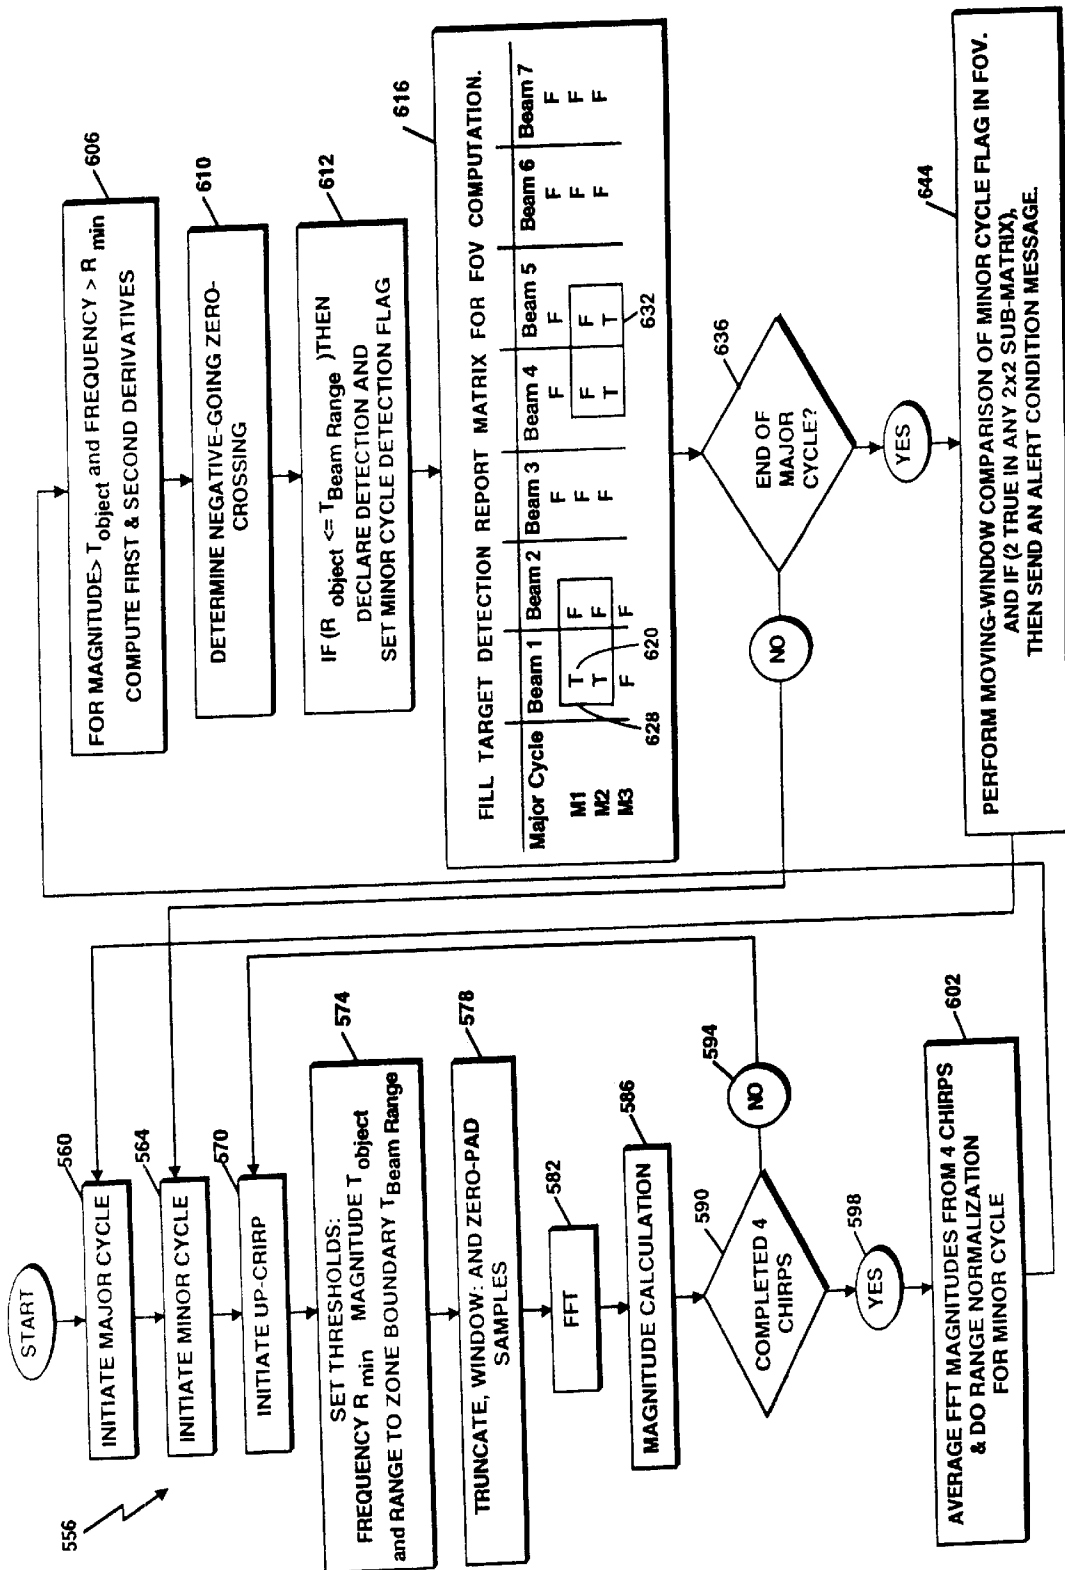 START
560
INITIATE MAJOR CYCLE
564
INITIATE MINOR CYCLE
570
INITIATE UP-CRIRP
556
574
SET THRESHOLDS:
FREQUENCY R min MAGNITUDE T object
and RANGE TO ZONE BOUNDARY T Beam Range
578
TRUNCATE, WINDOW: AND ZERO-PAD
SAMPLES
582
FFT
586
MAGNITUDE CALCULATION
590
COMPLETED 4
CHIRPS
594
NO
598
YES
602
AVERAGE FFT MAGNITUDES FROM 4 CHIRPS
& DO RANGE NORMALIZATION
FOR MINOR CYCLE
606
FOR MAGNITUDE> T object and FREQUENCY > R min
COMPUTE FIRST & SECOND DERIVATIVES
610
DETERMINE NEGATIVE-GOING ZERO-
CROSSING
612
IF (R object <= T Beam Range )THEN
DECLARE DETECTION AND
SET MINOR CYCLE DETECTION FLAG
616
FILL TARGET DETECTION REPORT MATRIX FOR FOV COMPUTATION.
Major Cycle Beam 1 Beam 2 Beam 3 Beam 4 Beam 5 Beam 6 Beam 7
M1 T F F F F F F
M2 T F F F F F F
M3 F F F T T F F
628
620
632
636
END OF
MAJOR
CYCLE?
NO
YES
644
PERFORM MOVING-WINDOW COMPARISON OF MINOR CYCLE FLAG IN FOV.
AND IF (2 TRUE IN ANY 2x2 SUB-MATRIX),
THEN SEND AN ALERT CONDITION MESSAGE.